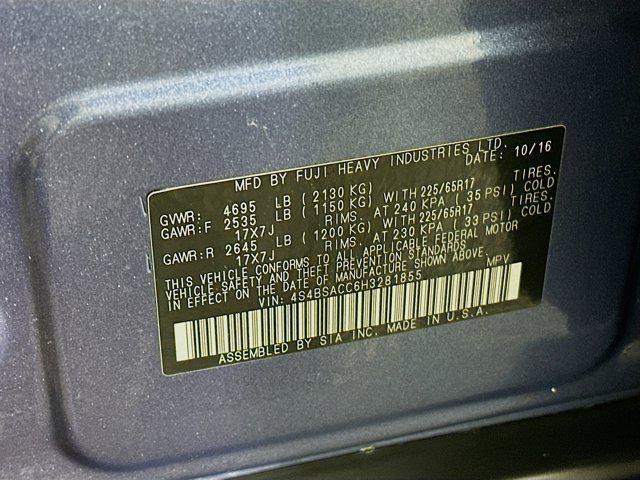 MFD BY FUJI HEAVY INDUSTRIES LTD.
DATE: 10/16
GVWR: 4695 LB (2130 KG)
GAWR:F 2535 LB (1150 KG) WITH 225/65R17 TIRES.
17X7J RIMS. AT 240 KPA (35 PSI) COLD
GAWR:R 2645 LB (1200 KG) WITH 225/65R17 TIRES.
17X7J RIMS. AT 230 KPA (33 PSI) COLD
THIS VEHICLE CONFORMS TO ALL APPLICABLE FEDERAL MOTOR
VEHICLE SAFETY AND THEFT PREVENTION STANDARDS
IN EFFECT ON THE DATE OF MANUFACTURE SHOWN ABOVE.
VIN: 4S4BSACC6H3281855 MPV
ASSEMBLED BY SIA INC. MADE IN U.S.A.